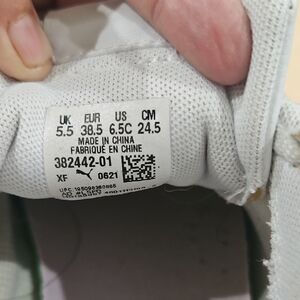 UK EUR US CM
5.5 38.5 6.5C 24.5
MADE IN CHINA
FABRIQUÉ EN CHINE
382442-01
XF 0621
UPC